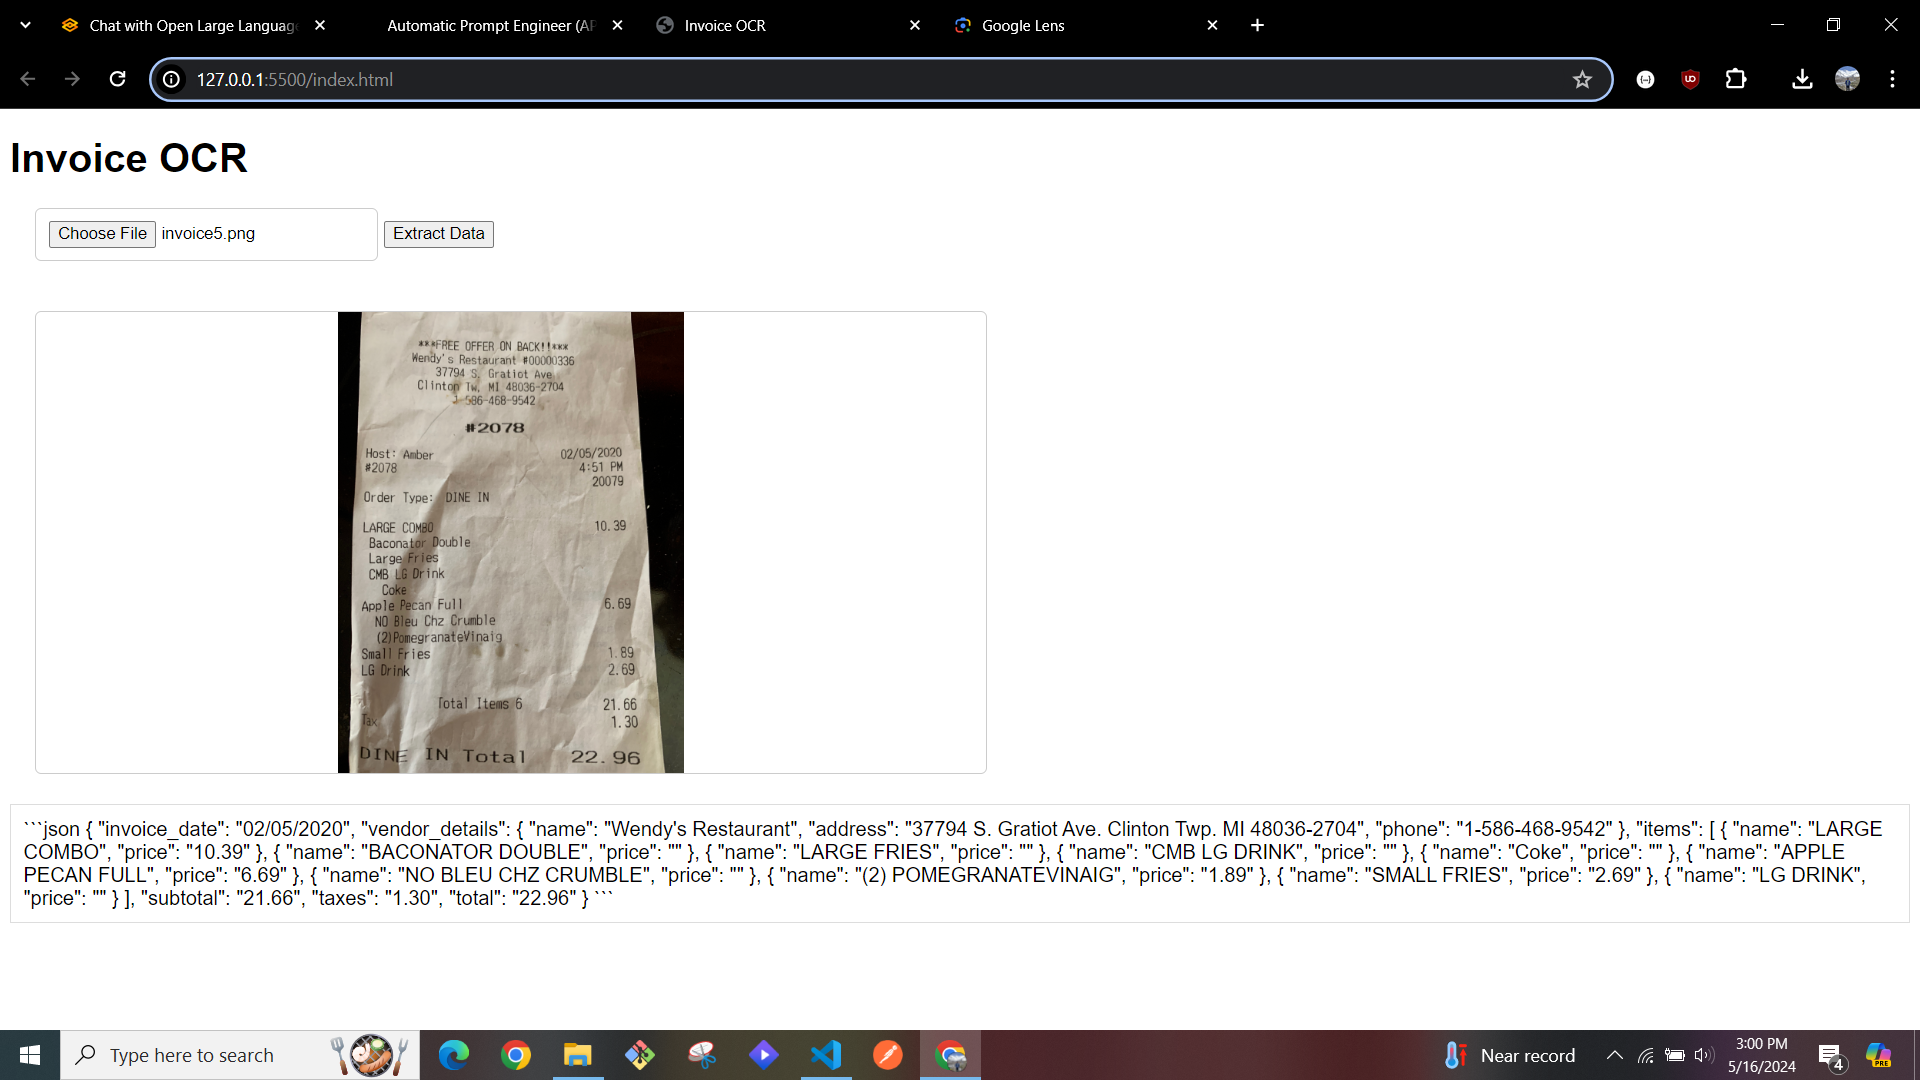 Chat with Open Large Languag
Automatic Prompt Engineer (AP
Invoice OCR
Google Lens
127.0.0.1:5500/index.html
Invoice OCR
Choose File invoice5.png
Extract Data
***FREE OFFER ON BACK!!***
Wendy's Restaurant #00000336
37794 S. Gratiot Ave
Clinton Tw, MI 48036-2704
1-586-468-9542
#2078
Host: Amber 02/05/2020
#2078 4:51 PM
20079
Order Type: DINE IN
LARGE COMBO 10.39
Baconator Double
Large Fries
CMB LG Drink
Coke
Apple Pecan Full 6.69
NO Bleu Chz Crumble
(2)PomegranateVinaig
Small Fries 1.89
LG Drink 2.69
Total Items 6 21.66
Tax 1.30
DINE IN Total 22.96
```json { "invoice_date": "02/05/2020", "vendor_details": { "name": "Wendy's Restaurant", "address": "37794 S. Gratiot Ave. Clinton Twp. MI 48036-2704", "phone": "1-586-468-9542" }, "items": [ { "name": "LARGE
COMBO", "price": "10.39" }, { "name": "BACONATOR DOUBLE", "price": "" }, { "name": "LARGE FRIES", "price": "" }, { "name": "CMB LG DRINK", "price": "" }, { "name": "Coke", "price": "" }, { "name": "APPLE
PECAN FULL", "price": "6.69" }, { "name": "NO BLEU CHZ CRUMBLE", "price": "" }, { "name": "(2) POMEGRANATEVINAIG", "price": "1.89" }, { "name": "SMALL FRIES", "price": "2.69" }, { "name": "LG DRINK",
"price": "" } ], "subtotal": "21.66", "taxes": "1.30", "total": "22.96" } ```
Type here to search
Near record
3:00 PM
5/16/2024
4
PRE